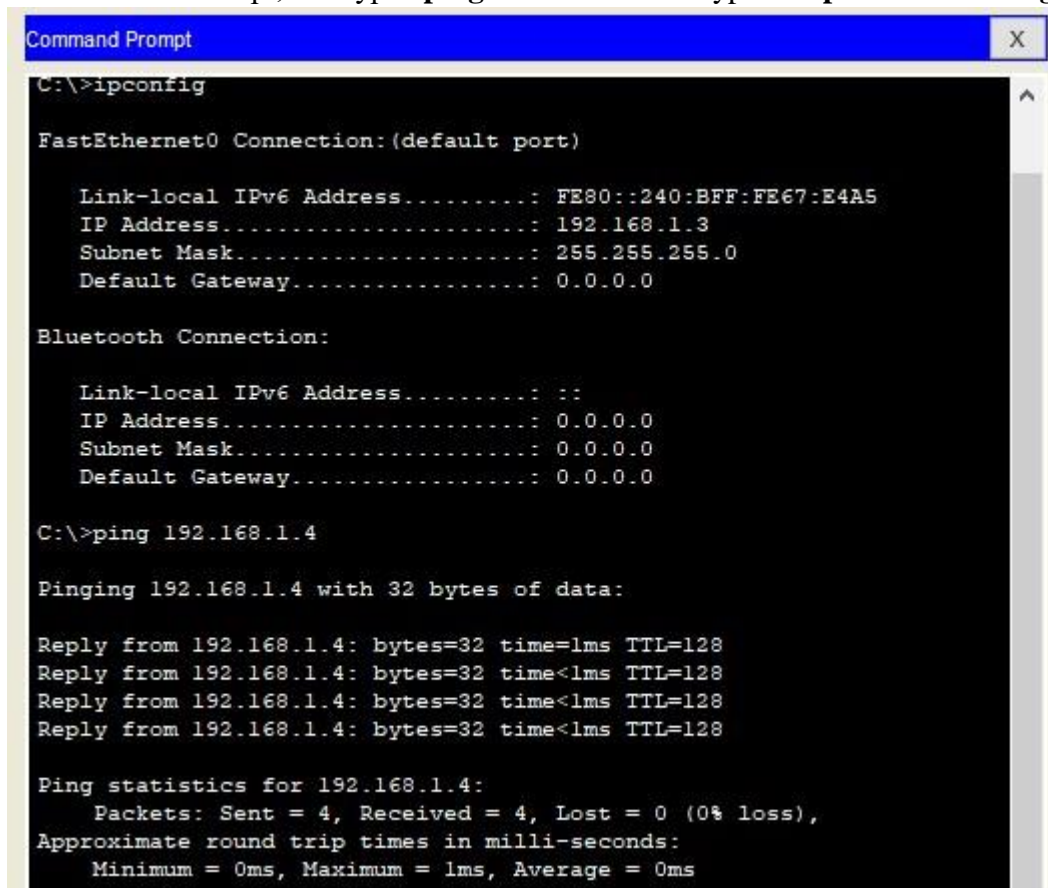 Command Prompt
X
C:\>ipconfig
FastEthernet0 Connection:(default port)
Link-local IPv6 Address.........: FE80::240:BFF:FE67:E4A5
IP Address......................: 192.168.1.3
Subnet Mask.....................: 255.255.255.0
Default Gateway.................: 0.0.0.0
Bluetooth Connection:
Link-local IPv6 Address.........: ::
IP Address......................: 0.0.0.0
Subnet Mask.....................: 0.0.0.0
Default Gateway.................: 0.0.0.0
C:\>ping 192.168.1.4
Pinging 192.168.1.4 with 32 bytes of data:
Reply from 192.168.1.4: bytes=32 time=1ms TTL=128
Reply from 192.168.1.4: bytes=32 time<1ms TTL=128
Reply from 192.168.1.4: bytes=32 time<1ms TTL=128
Reply from 192.168.1.4: bytes=32 time<1ms TTL=128
Ping statistics for 192.168.1.4:
Packets: Sent = 4, Received = 4, Lost = 0 (0% loss),
Approximate round trip times in milli-seconds:
Minimum = 0ms, Maximum = 1ms, Average = 0ms